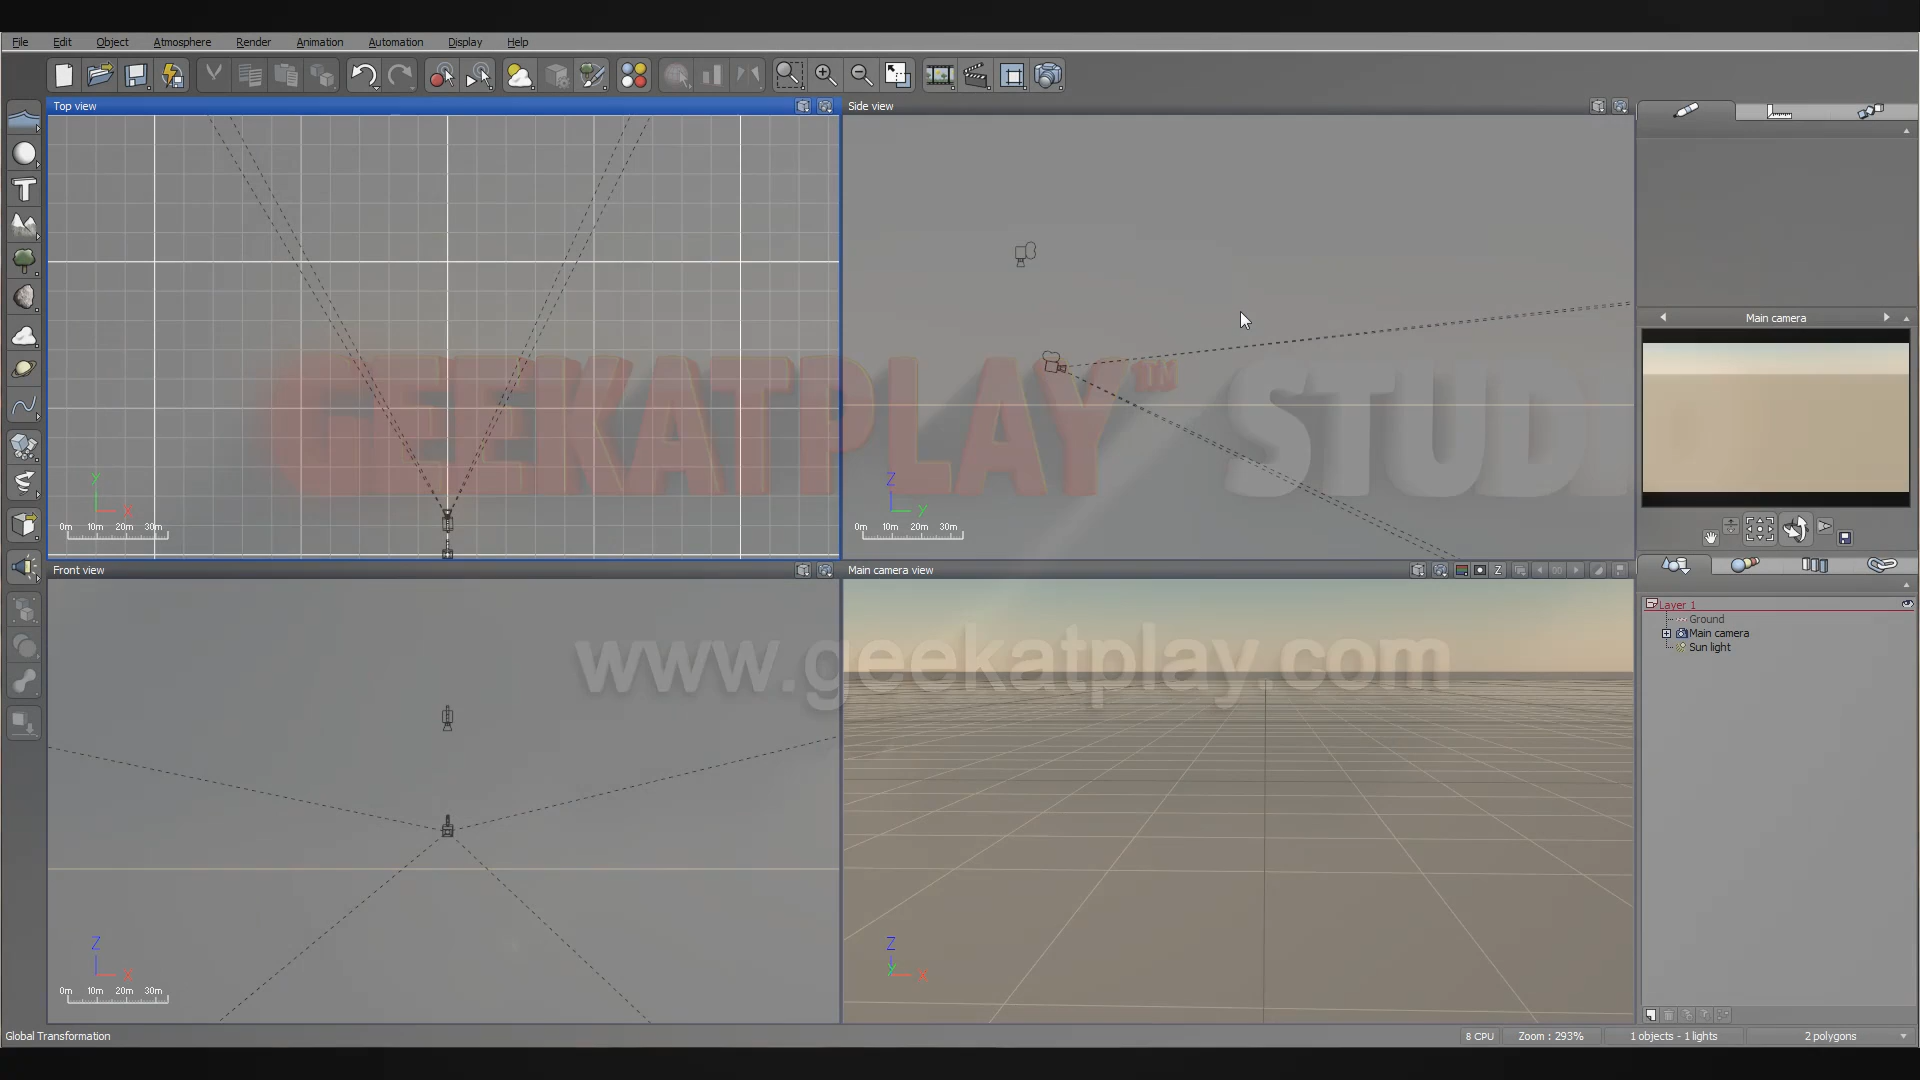 File Edit Object Atmosphere Render Animation Automation Display Help
Top view
Side view
Main camera
GEEKATPLAY TM STUDI
Y
X
0m 10m 20m 30m
Z
Y
0m 10m 20m 30m
Front view
Main camera view
Z
www.geekatplay.com
Layer 1
Ground
Main camera
Sun light
Z
X
0m 10m 20m 30m
Z
Y
X
Global Transformation
8 CPU
Zoom : 293%
1 objects - 1 lights
2 polygons